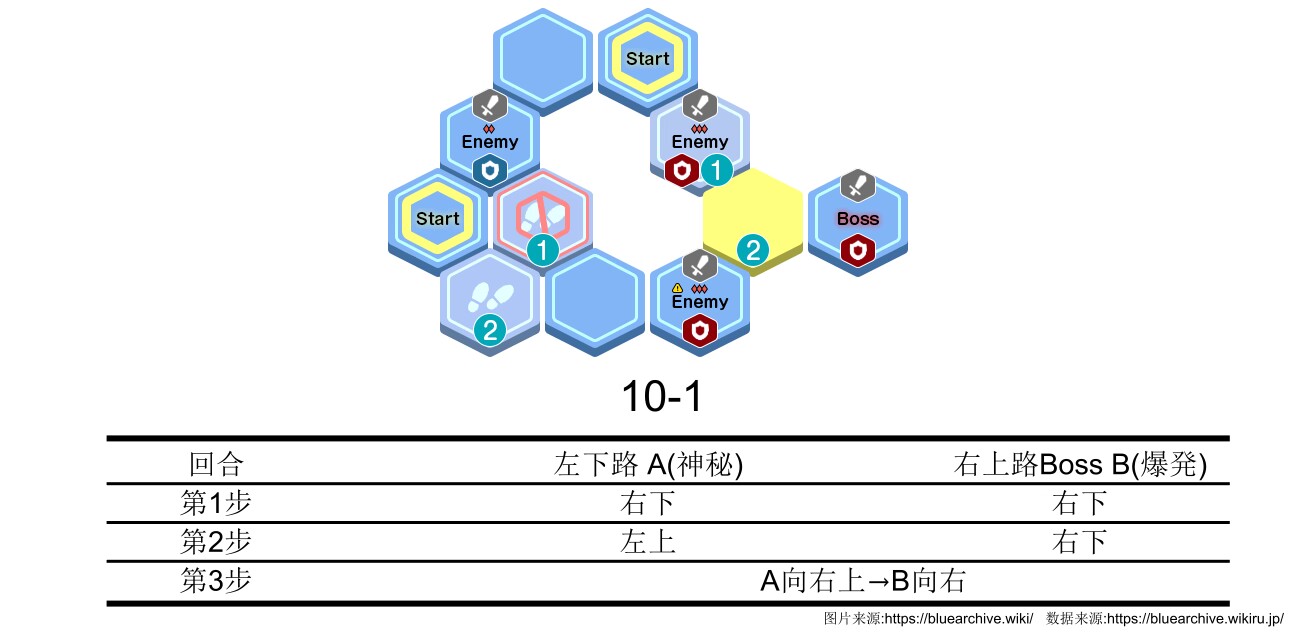 Start
Enemy
Enemy
1
Start
1
2
Boss
2
Enemy
10-1
回合 左下路 A(神秘) 右上路Boss B(爆発)
第1步 右下 右下
第2步 左上 右下
第3步 A向右上→B向右
图片来源:https://bluearchive.wiki/ 数据来源:https://bluearchive.wikiru.jp/